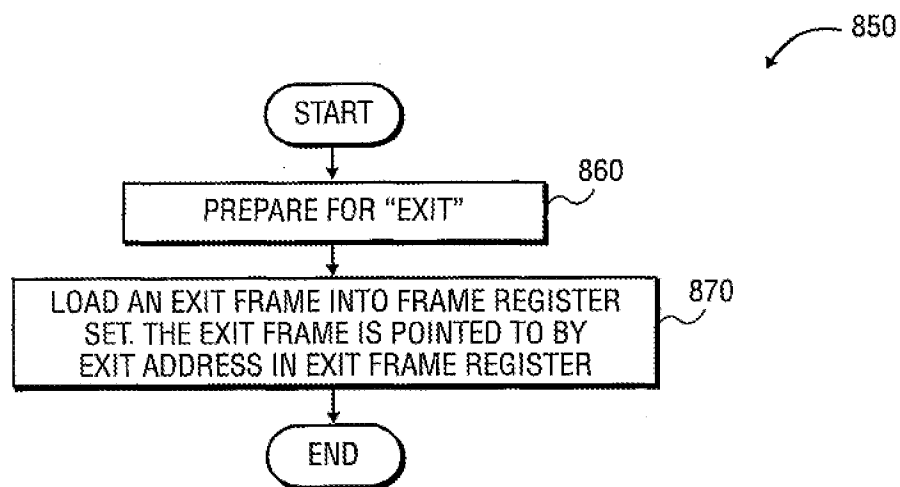 850
START
860
PREPARE FOR “EXIT”
870
LOAD AN EXIT FRAME INTO FRAME REGISTER
SET. THE EXIT FRAME IS POINTED TO BY
EXIT ADDRESS IN EXIT FRAME REGISTER
END